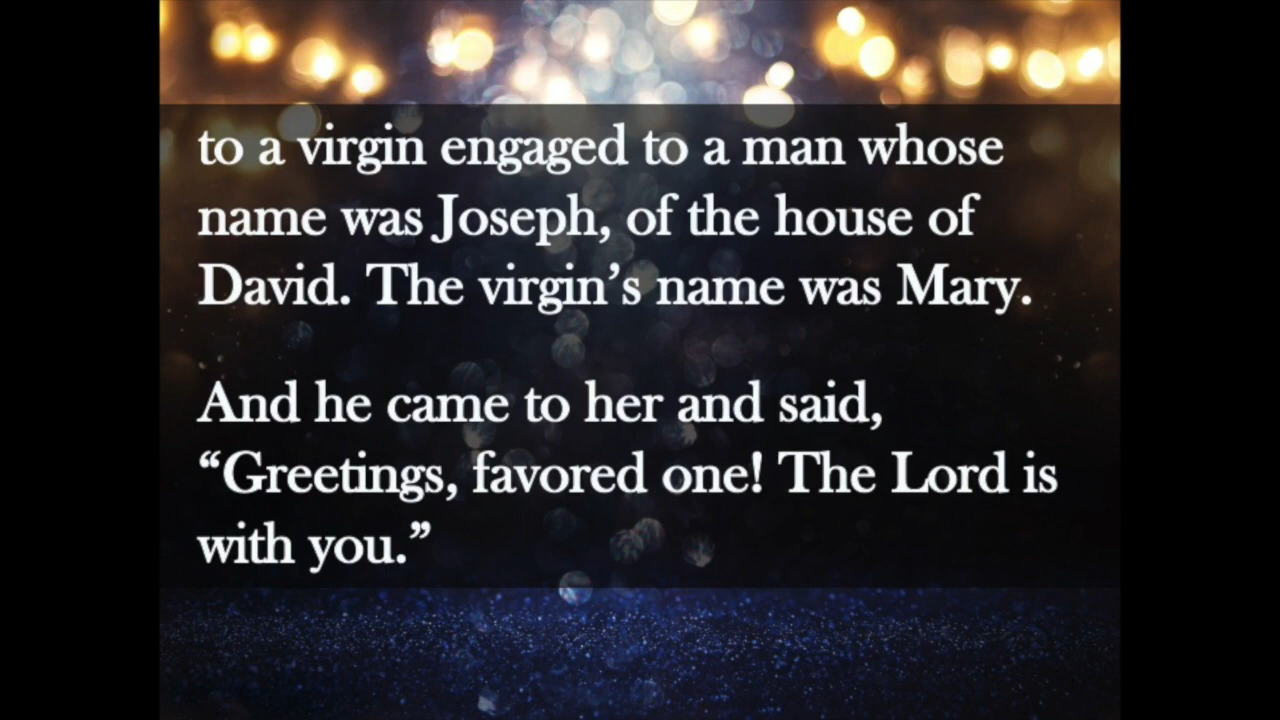 to a virgin engaged to a man whose
name was Joseph, of the house of
David. The virgin’s name was Mary.
And he came to her and said,
“Greetings, favored one! The Lord is
with you.”